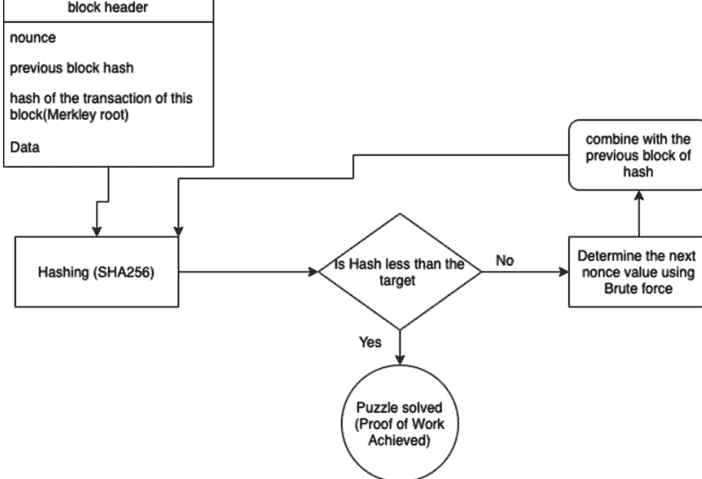 block header
nounce
previous block hash
hash of the transaction of this
block(Merkley root)
Data
combine with the
previous block of
hash
Hashing (SHA256)
Is Hash less than the
target
No
Determine the next
nonce value using
Brute force
Yes
Puzzle solved
(Proof of Work
Achieved)